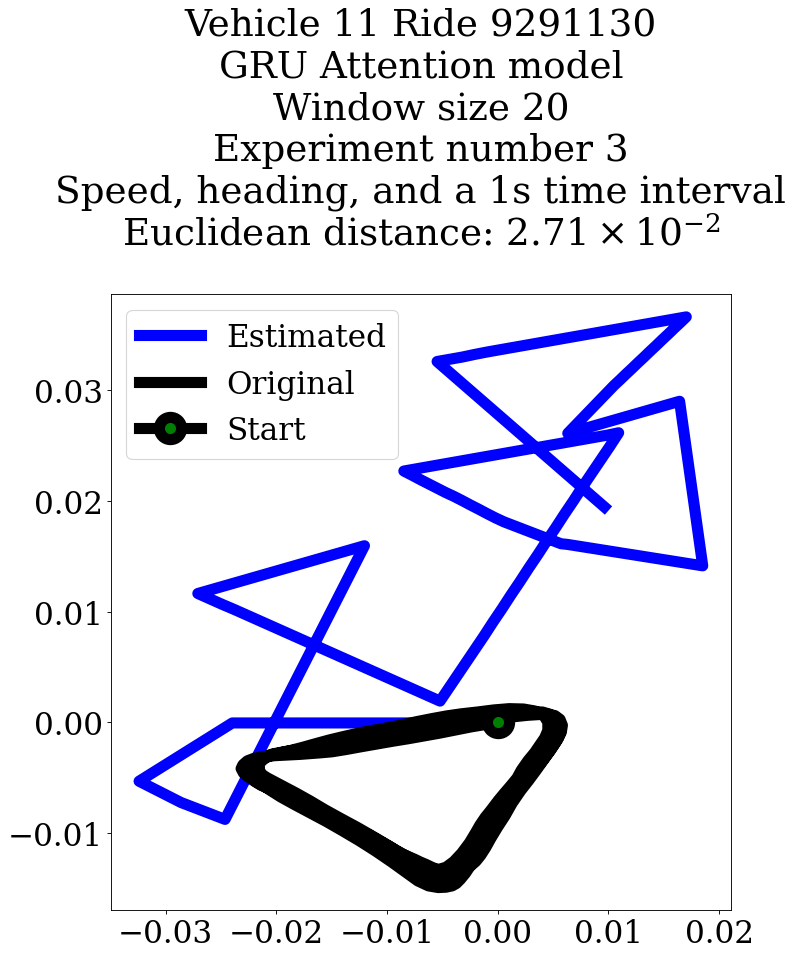 Vehicle 11 Ride 9291130
GRU Attention model
Window size 20
Experiment number 3
Speed, heading, and a 1s time interval
Euclidean distance: 2.71 × 10⁻²
Estimated
Original
Start
0.03
0.02
0.01
0.00
−0.01
−0.03 −0.02 −0.01 0.00 0.01 0.02